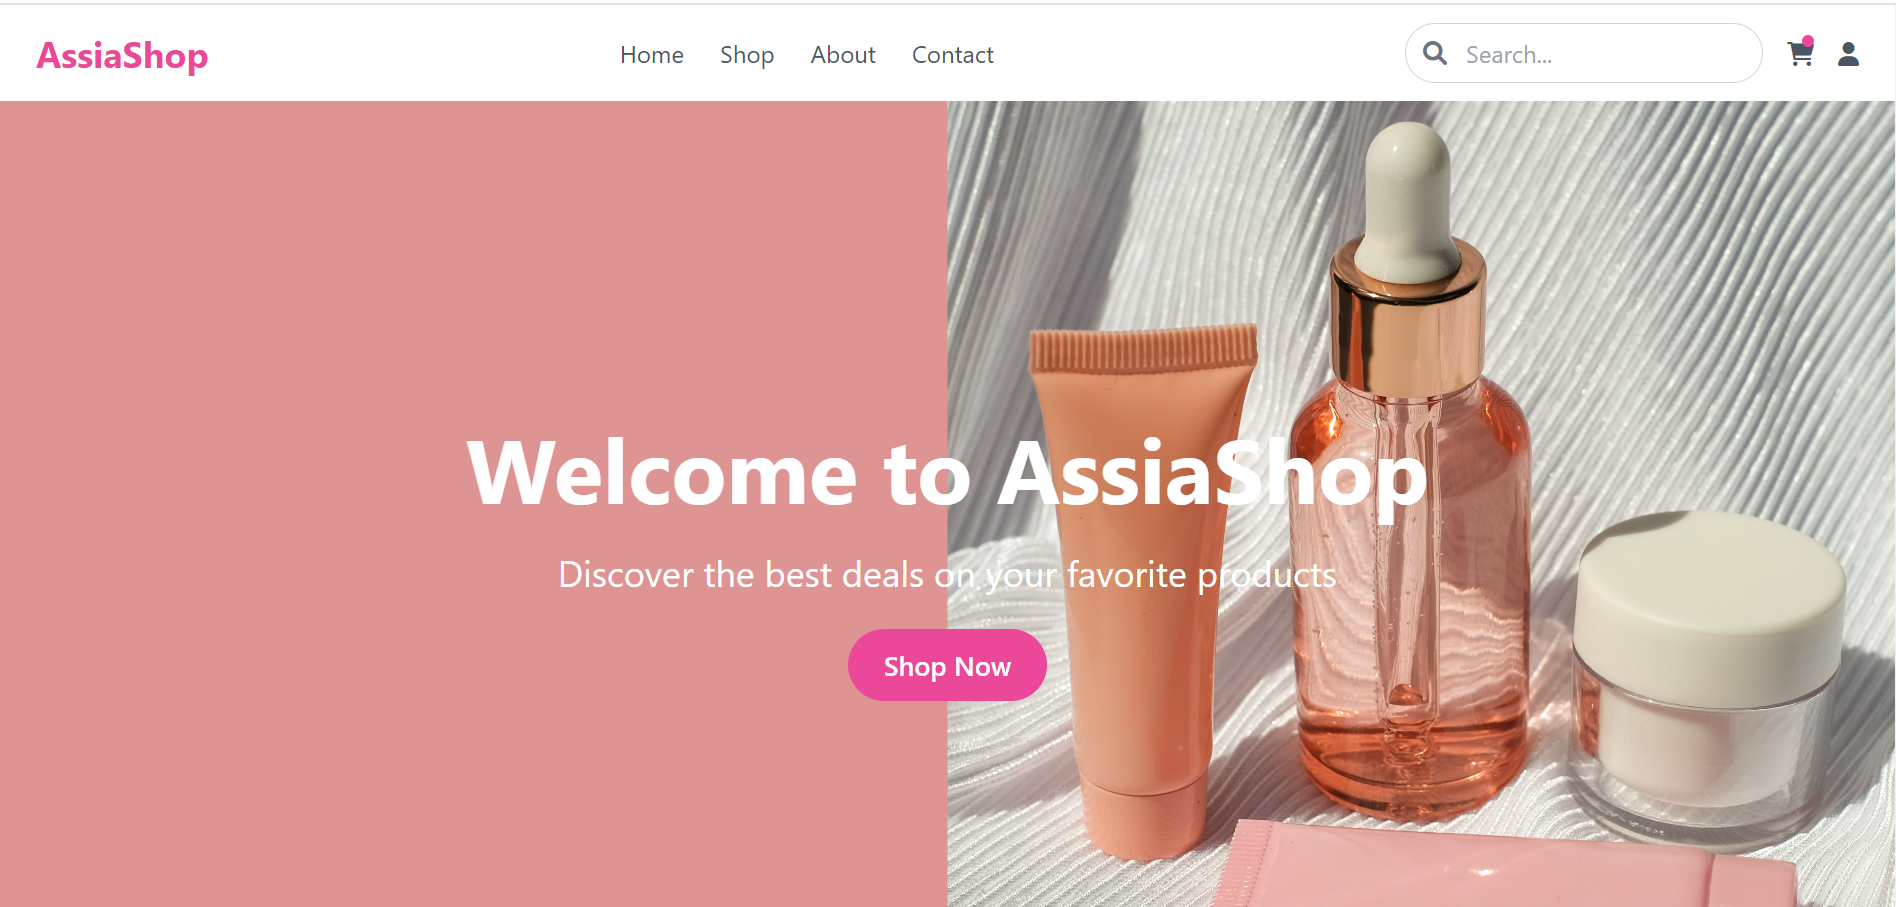 AssiaShop
Home
Shop
About
Contact
Search...
Welcome to AssiaShop
Discover the best deals on your favorite products
Shop Now